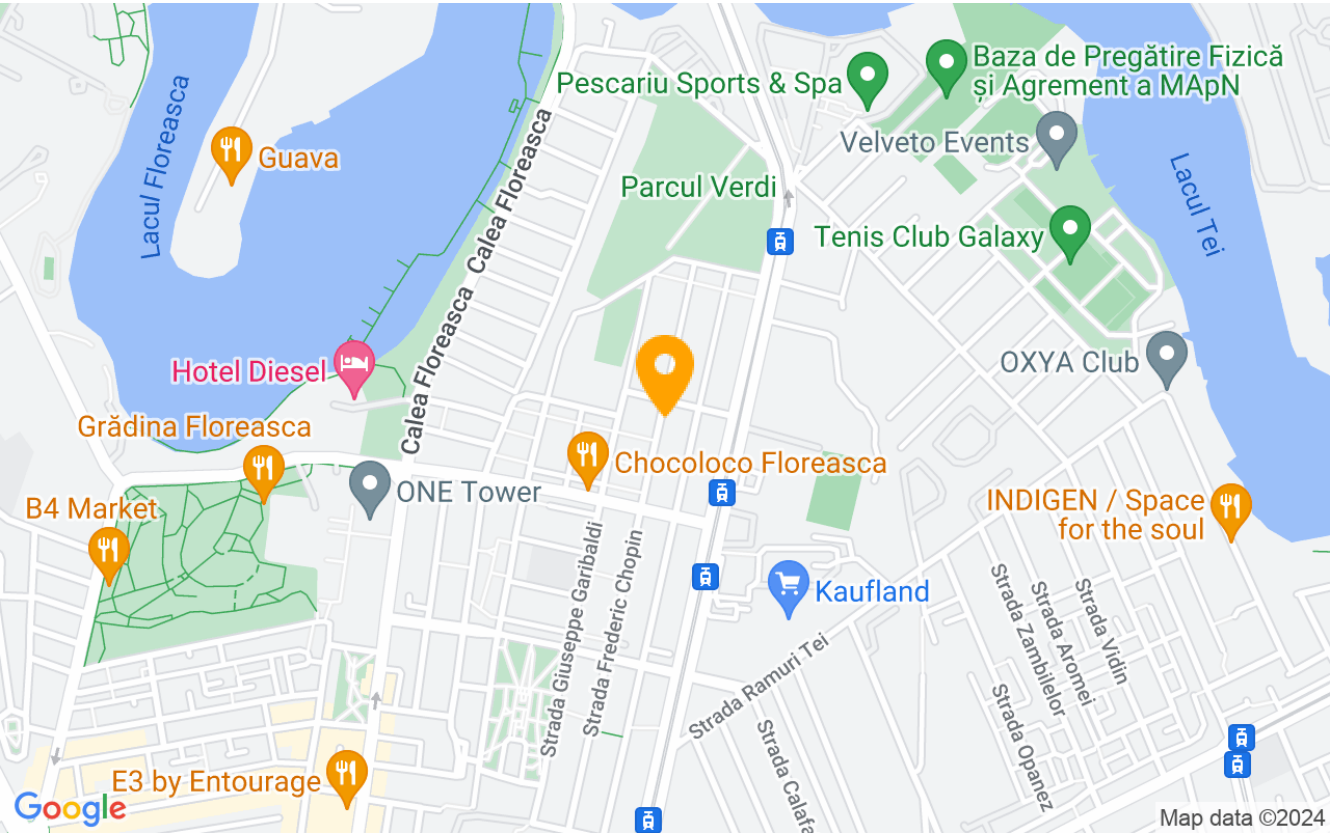 Baza de Pregătire Fizică
și Agrement a MApN
Pescariu Sports & Spa
Velveto Events
Guava
Lacul Floreasca
Calea Floreasca
Parcul Verdi
Lacul Tei
Tenis Club Galaxy
Calea Floreasca
Hotel Diesel
OXYA Club
Grădina Floreasca
Chocoloco Floreasca
ONE Tower
B4 Market
INDIGEN / Space
for the soul
Strada Giuseppe Garibaldi
Strada Frederic Chopin
Kaufland
Strada Zambilelor
Strada Aromei
Strada Vidin
Strada Ramuri Tei
Strada Opanez
Strada Calafa
E3 by Entourage
Google
Map data ©2024